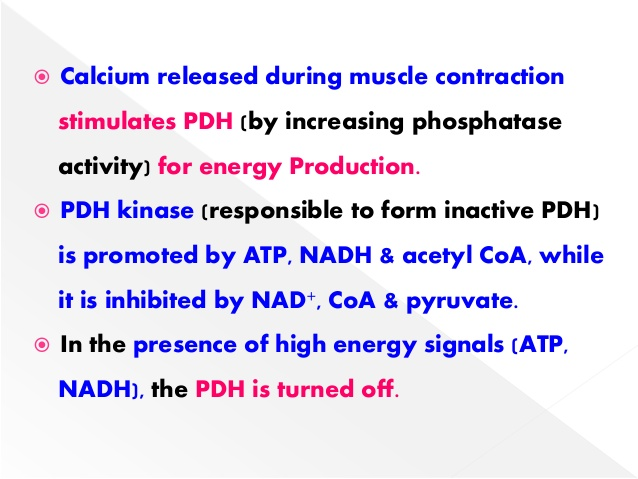 Calcium released during muscle contraction
stimulates PDH (by increasing phosphatase
activity) for energy Production.
PDH kinase (responsible to form inactive PDH)
is promoted by ATP, NADH & acetyl CoA, while
it is inhibited by NAD⁺, CoA & pyruvate.
In the presence of high energy signals (ATP,
NADH), the PDH is turned off.